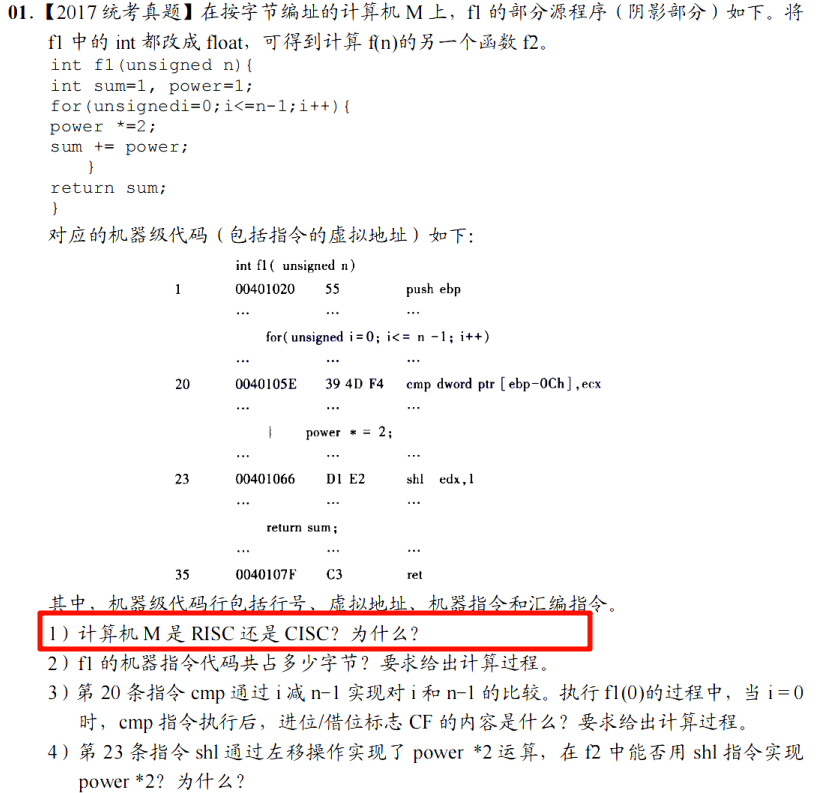 01.【2017 统考真题】在按字节编址的计算机 M 上，f1 的部分源程序（阴影部分）如下。将
f1 中的 int 都改成 float，可得到计算 f(n)的另一个函数 f2。
int f1(unsigned n){
int sum=1, power=1;
for(unsignedi=0;i<=n-1;i++){
power *=2;
sum += power;
}
return sum;
}
对应的机器级代码（包括指令的虚拟地址）如下：
int f1( unsigned n)
1 00401020 55 push ebp
… … …
for( unsigned i=0; i<= n -1; i++)
… … …
20 0040105E 39 4D F4 cmp dword ptr [ebp-0Ch],ecx
… … …
} power * = 2;
… … …
23 00401066 D1 E2 shl edx,1
… … …
return sum;
… … …
35 0040107F C3 ret
其中，机器级代码行包括行号、虚拟地址、机器指令和汇编指令。
1）计算机 M 是 RISC 还是 CISC？为什么？
2）f1 的机器指令代码共占多少字节？要求给出计算过程。
3）第 20 条指令 cmp 通过 i 减 n-1 实现对 i 和 n-1 的比较。执行 f1(0)的过程中，当 i=0
时，cmp 指令执行后，进位/借位标志 CF 的内容是什么？要求给出计算过程。
4）第 23 条指令 shl 通过左移操作实现了 power *2 运算，在 f2 中能否用 shl 指令实现
power *2？为什么？